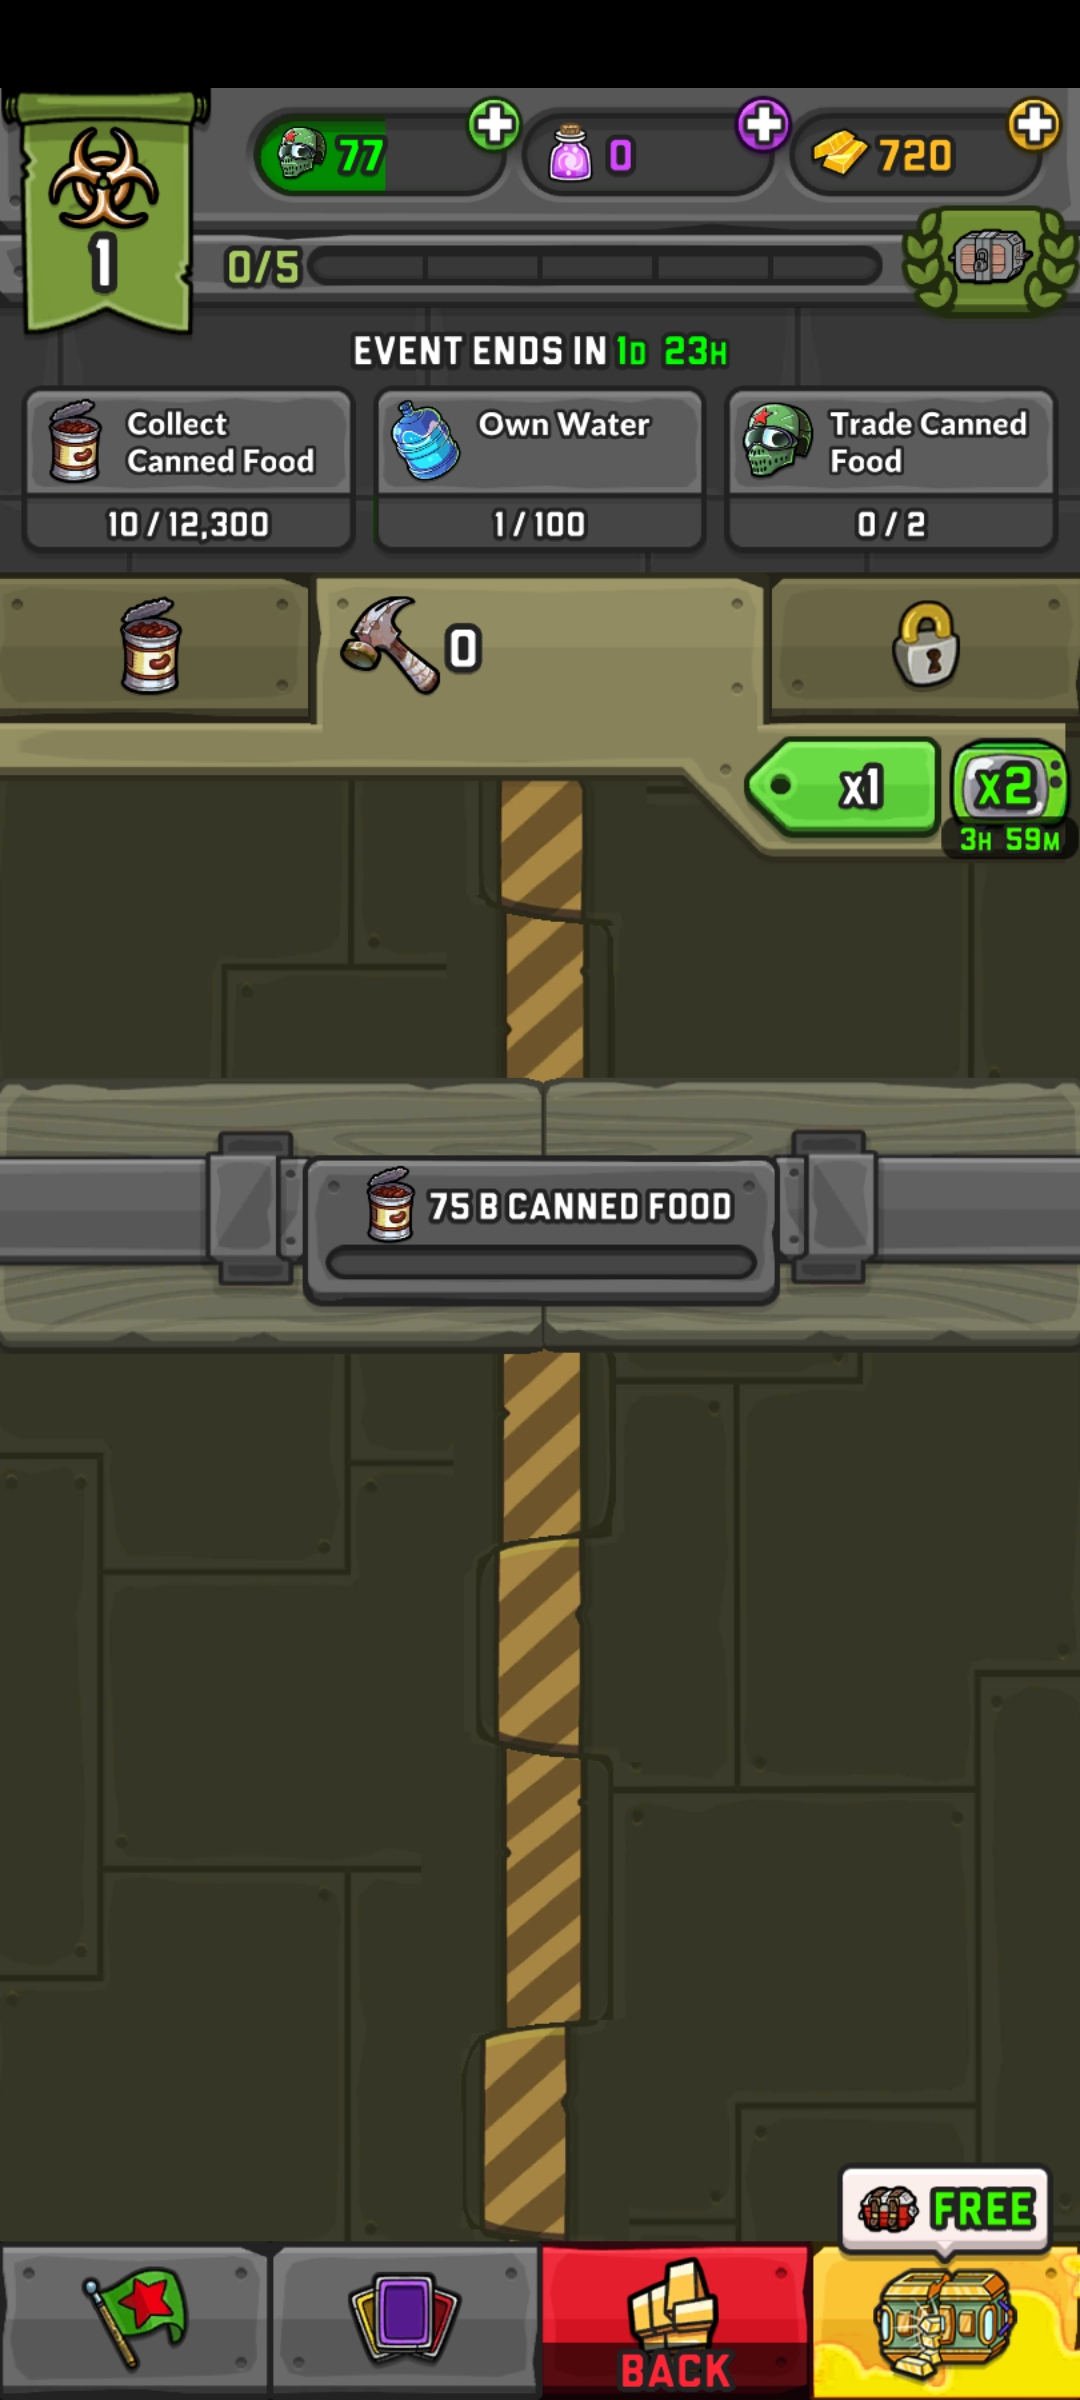 77
0
720
1
0/5
EVENT ENDS IN 1D 23H
Collect
Canned Food
10 / 12,300
Own Water
1 / 100
Trade Canned
Food
0 / 2
0
x1
x2
3H 59M
75 B CANNED FOOD
FREE
BACK